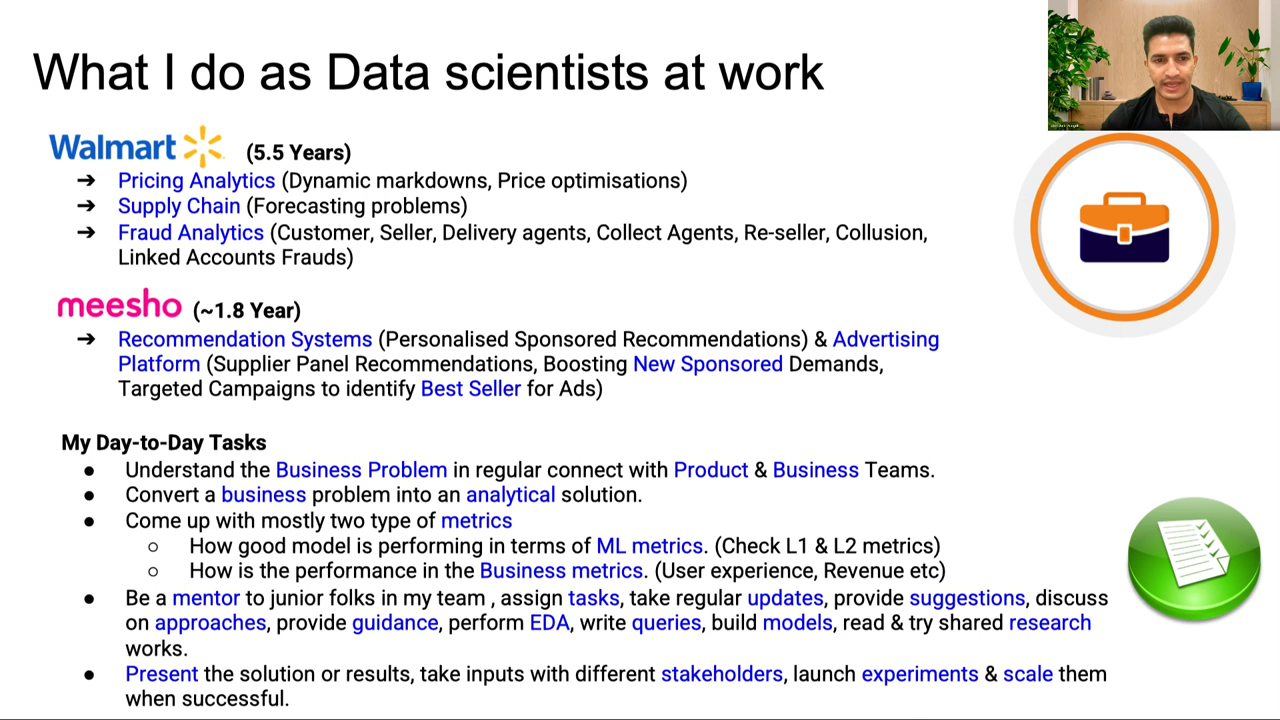 What I do as Data scientists at work
Walmart (5.5 Years)
➔ Pricing Analytics (Dynamic markdowns, Price optimisations)
➔ Supply Chain (Forecasting problems)
➔ Fraud Analytics (Customer, Seller, Delivery agents, Collect Agents, Re-seller, Collusion,
Linked Accounts Frauds)
meesho (~1.8 Year)
➔ Recommendation Systems (Personalised Sponsored Recommendations) & Advertising
Platform (Supplier Panel Recommendations, Boosting New Sponsored Demands,
Targeted Campaigns to identify Best Seller for Ads)
My Day-to-Day Tasks
● Understand the Business Problem in regular connect with Product & Business Teams.
● Convert a business problem into an analytical solution.
● Come up with mostly two type of metrics
○ How good model is performing in terms of ML metrics. (Check L1 & L2 metrics)
○ How is the performance in the Business metrics. (User experience, Revenue etc)
● Be a mentor to junior folks in my team , assign tasks, take regular updates, provide suggestions, discuss
on approaches, provide guidance, perform EDA, write queries, build models, read & try shared research
works.
● Present the solution or results, take inputs with different stakeholders, launch experiments & scale them
when successful.